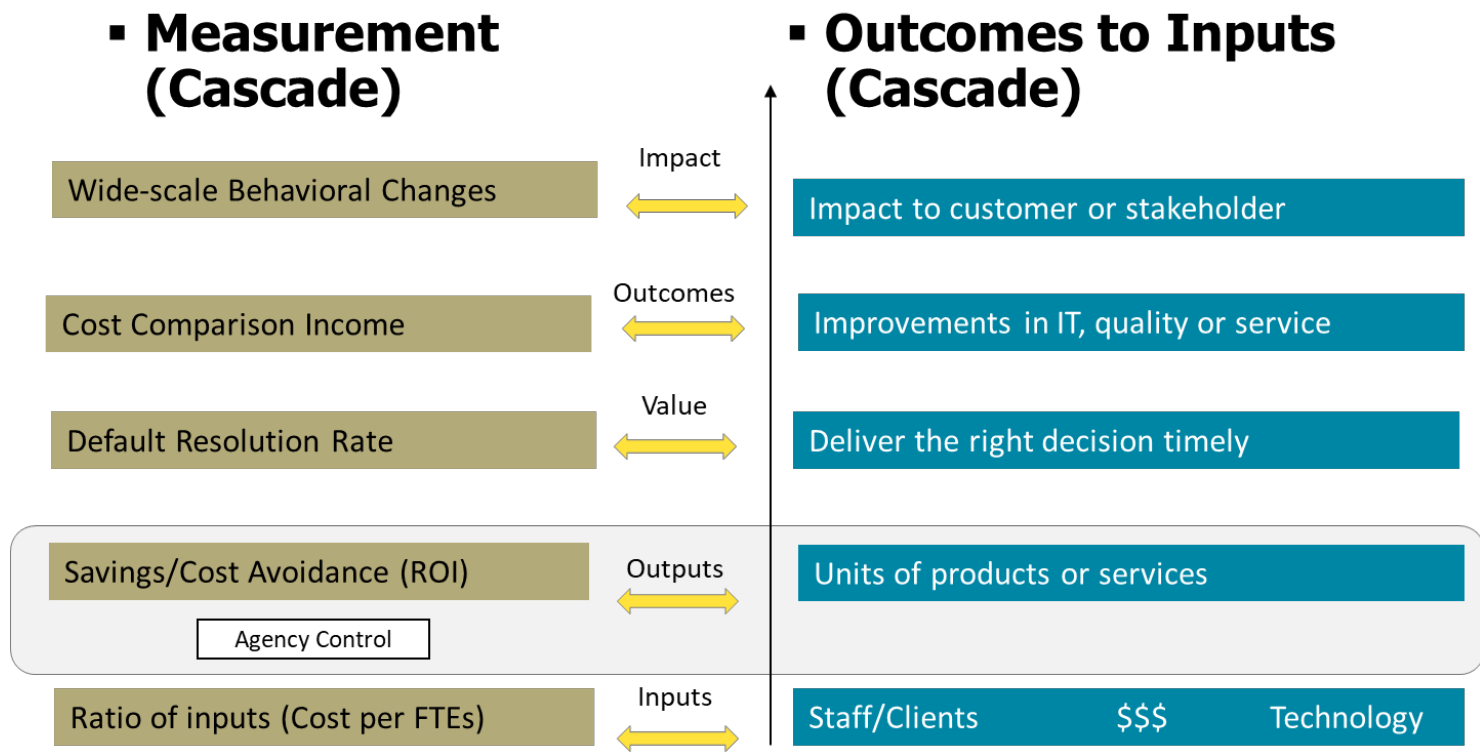 ▪ Measurement
(Cascade)
▪ Outcomes to Inputs
(Cascade)
Wide-scale Behavioral Changes
Impact
Impact to customer or stakeholder
Cost Comparison Income
Outcomes
Improvements in IT, quality or service
Default Resolution Rate
Value
Deliver the right decision timely
Savings/Cost Avoidance (ROI)
Outputs
Units of products or services
Agency Control
Ratio of inputs (Cost per FTEs)
Inputs
Staff/Clients $$$ Technology